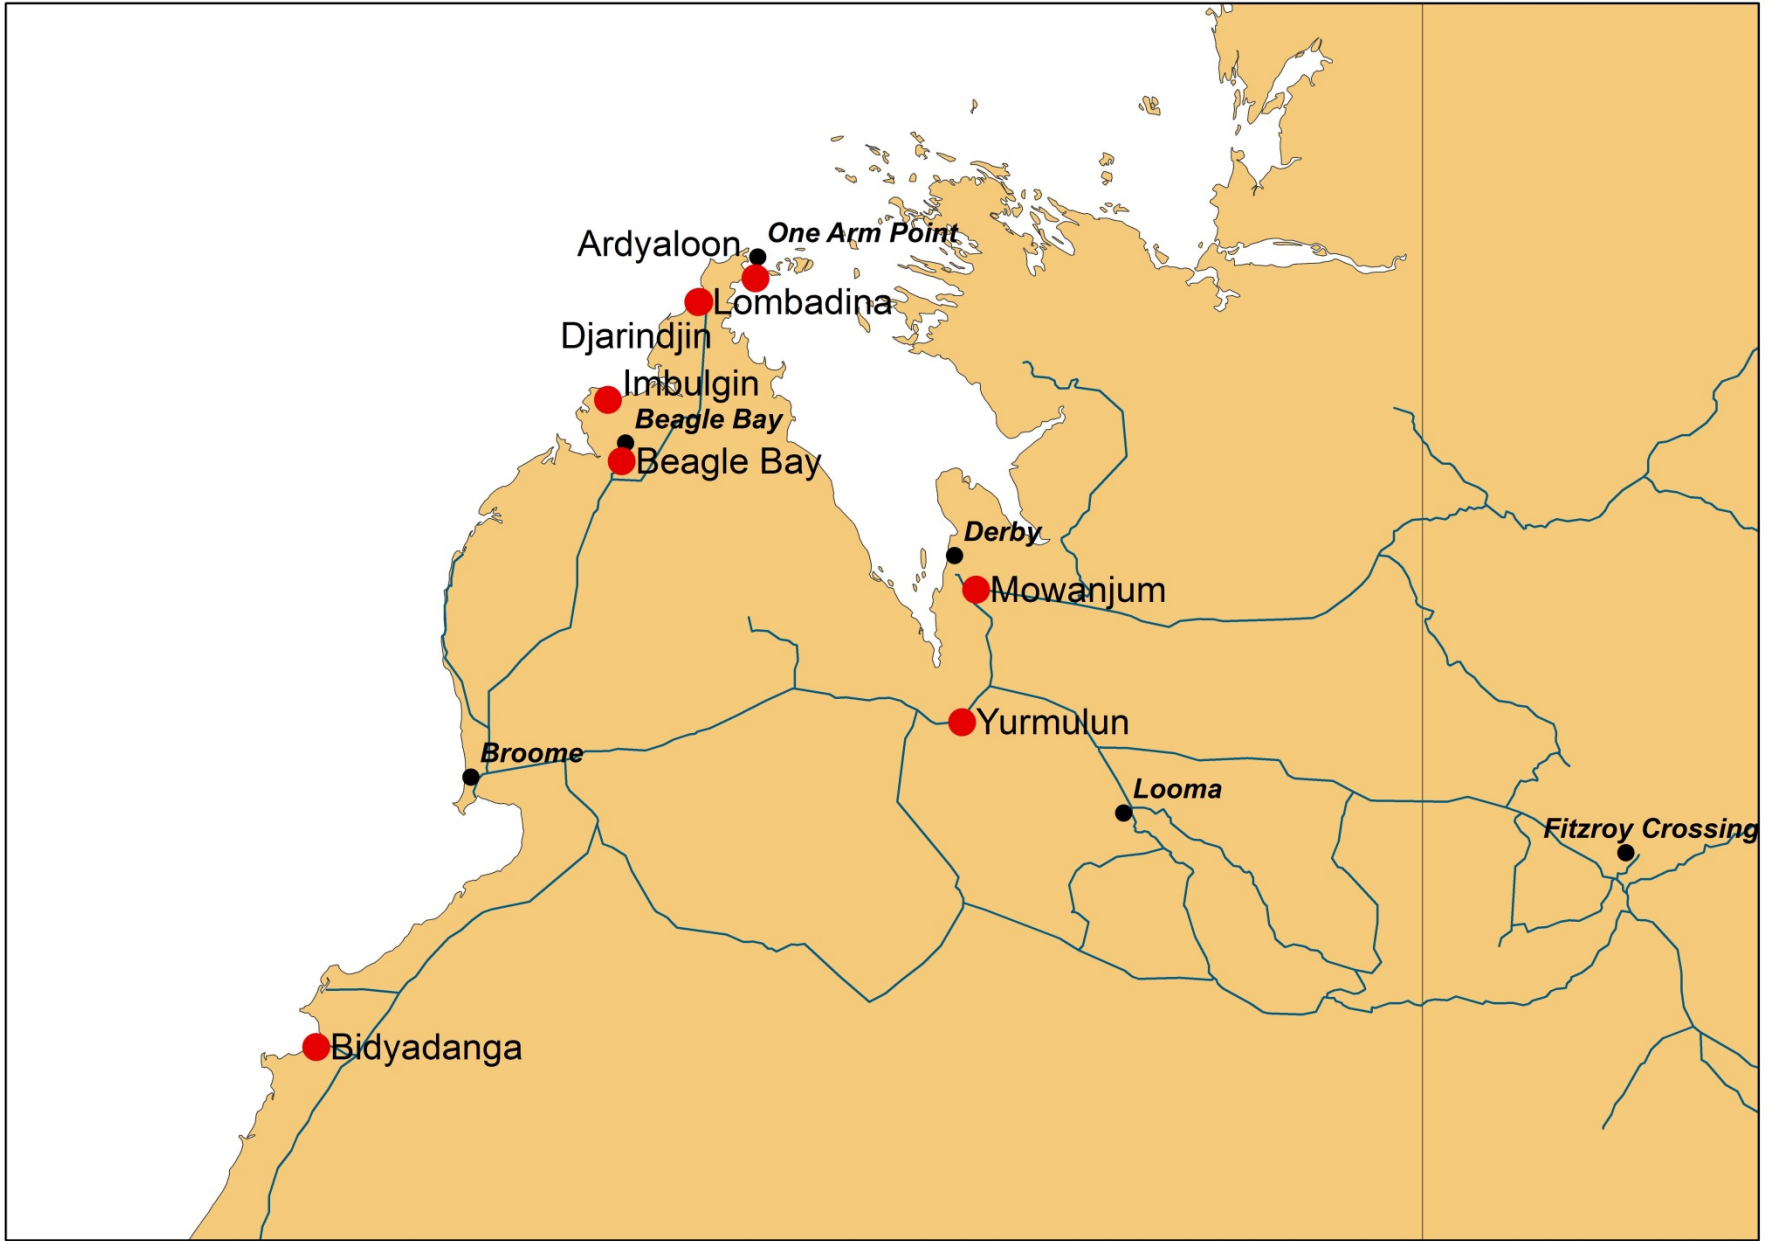 One Arm Point
Ardyaloon
Lombadina
Djarindjin
Imbulgin
Beagle Bay
Beagle Bay
Derby
Mowanjum
Yurmulun
Broome
Looma
Fitzroy Crossing
Bidyadanga